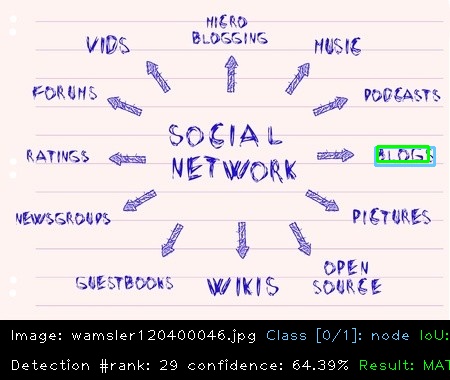 MICRO
BLOGGING
VIDS
MUSIC
FORUMS
PODCASTS
SOCIAL
NETWORK
RATINGS
BLOGS
NEWSGROUPS
PICTURES
GUESTBOOKS
WIKIS
OPEN
SOURCE
Image: wamsler120400046.jpg Class [0/1]: node IoU:
Detection #rank: 29 confidence: 64.39% Result: MAT